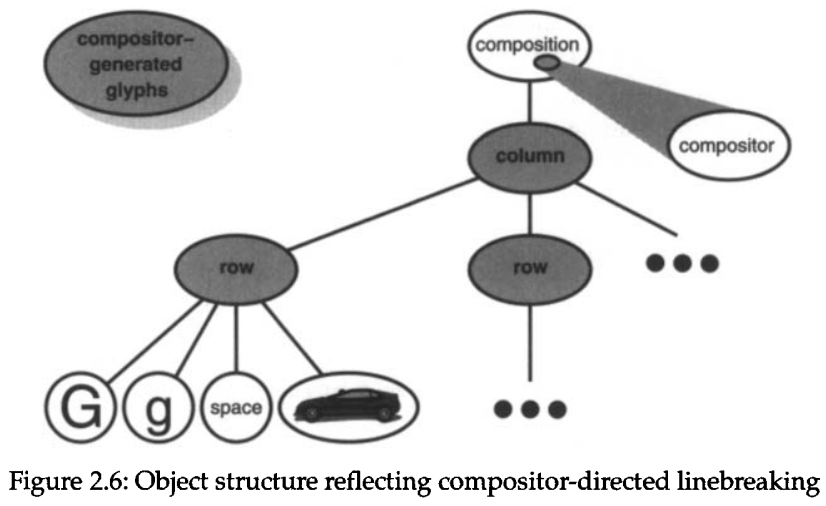 compositor-
generated
glyphs
composition
compositor
column
row
row
G
g
space
Figure 2.6: Object structure reflecting compositor-directed linebreaking